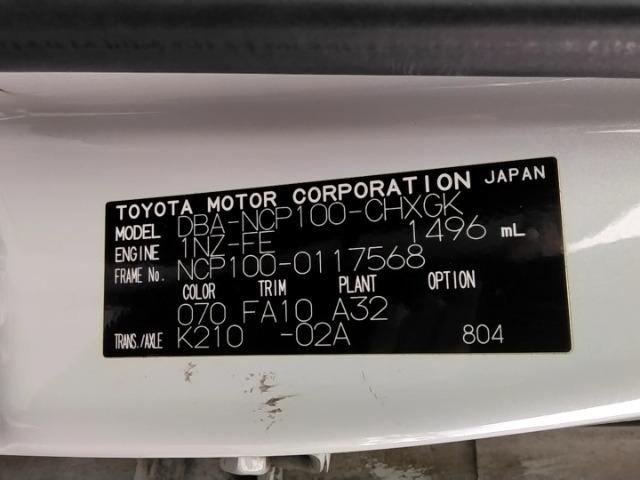 TOYOTA MOTOR CORPORATION JAPAN
MODEL DBA-NCP100-CHXGK
ENGINE 1NZ-FE 1496 mL
FRAME No. NCP100-0117568
COLOR TRIM PLANT OPTION
070 FA10 A32
TRANS./AXLE K210 -02A 804